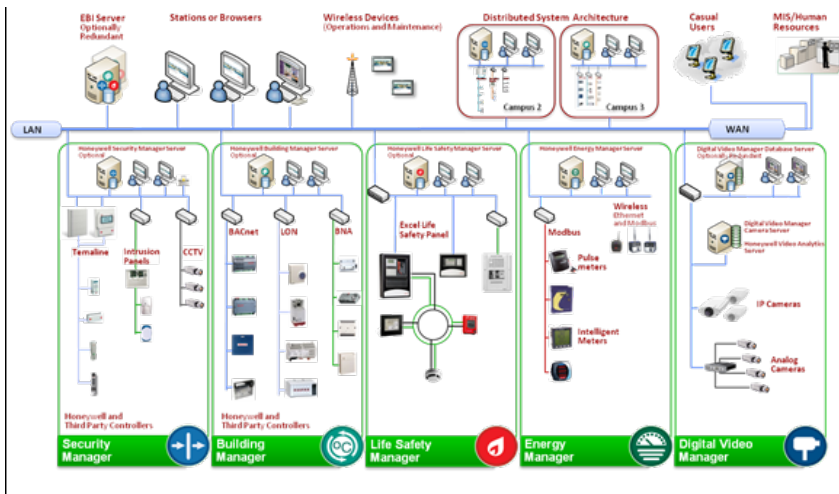 EBI Server
Optionally
Redundant
Stations or Browsers
Wireless Devices
(Operations and Maintenance)
Distributed System Architecture
Campus 2
Campus 3
Casual
Users
MIS/Human
Resources
LAN
WAN
Honeywell Security Manager Server
Optional
Temaline
Intrusion
Panels
CCTV
Honeywell and
Third Party Controllers
Security
Manager
Honeywell Building Manager Server
Optional
BACnet
LON
BNA
Honeywell and
Third Party Controllers
Building
Manager
°C
Honeywell Life Safety Manager Server
Optional
Excel Life
Safety Panel
Life Safety
Manager
Honeywell Energy Manager Server
Wireless
Ethernet
and Modbus
Modbus
Pulse
meters
Intelligent
Meters
Energy
Manager
Digital Video Manager Database Server
Optionally Redundant
Digital Video Manager
Camera Server
Honeywell Video Analytics
Server
IP Cameras
Analog
Cameras
Digital Video
Manager